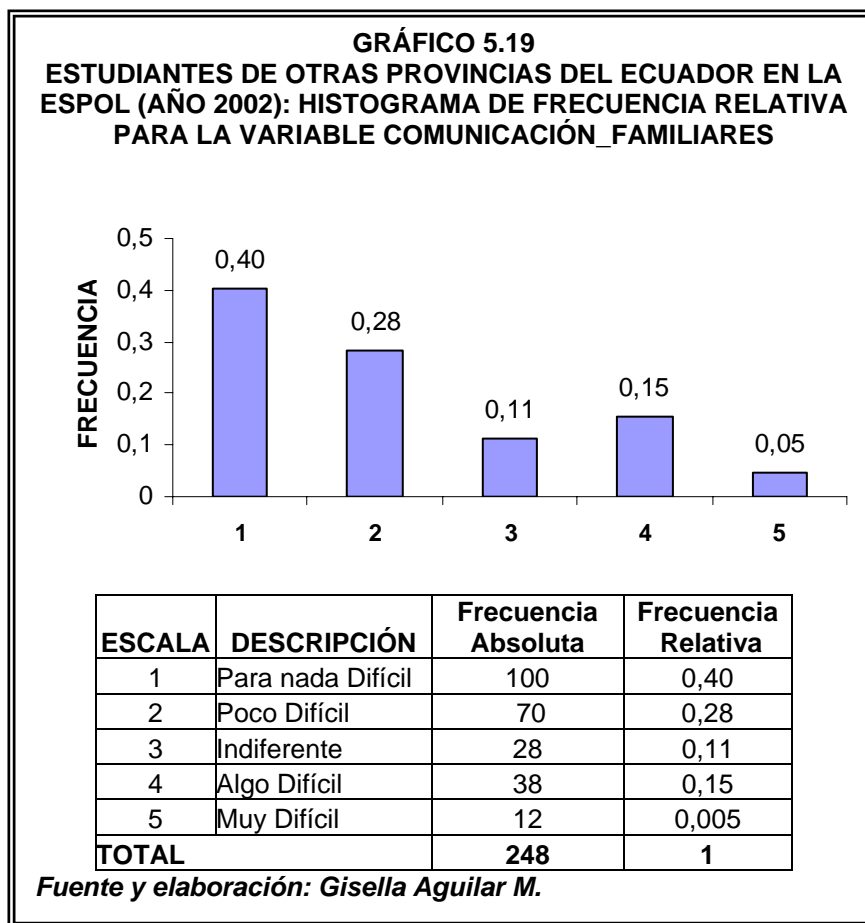 GRÁFICO 5.19
ESTUDIANTES DE OTRAS PROVINCIAS DEL ECUADOR EN LA
ESPOL (AÑO 2002): HISTOGRAMA DE FRECUENCIA RELATIVA
PARA LA VARIABLE COMUNICACIÓN_FAMILIARES
FRECUENCIA
0,5
0,4
0,3
0,2
0,1
0
0,40
0,28
0,11
0,15
0,05
1 2 3 4 5
ESCALA DESCRIPCIÓN Frecuencia Absoluta Frecuencia Relativa
1 Para nada Difícil 100 0,40
2 Poco Difícil 70 0,28
3 Indiferente 28 0,11
4 Algo Difícil 38 0,15
5 Muy Difícil 12 0,005
TOTAL 248 1
Fuente y elaboración: Gisella Aguilar M.